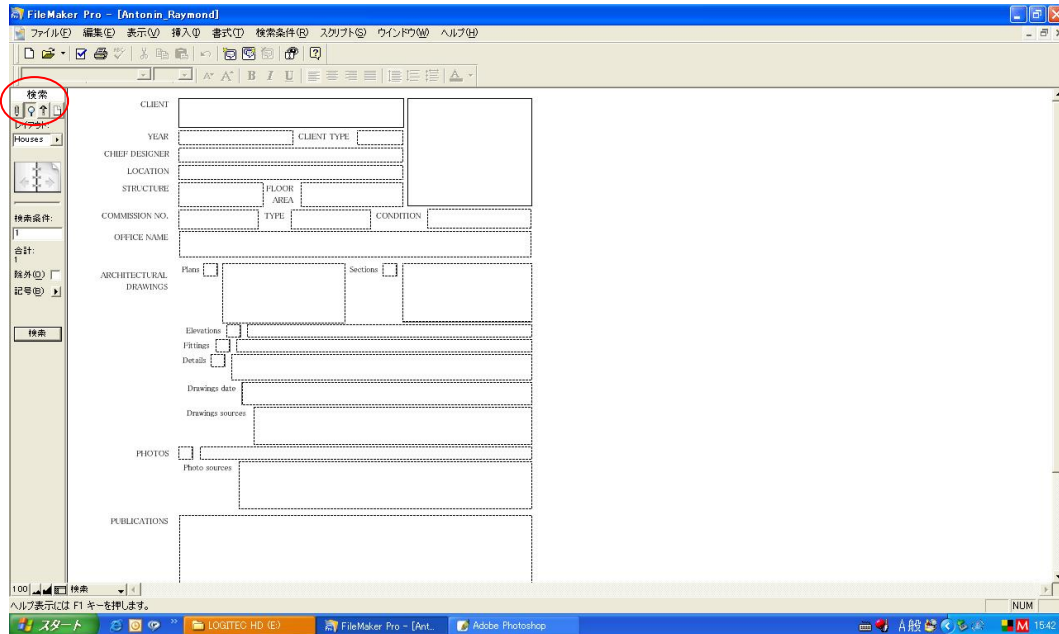 FileMaker Pro - [Antonin_Raymond]
ファイル(F) 編集(E) 表示(V) 挿入(I) 書式(T) 検索条件(R) スクリプト(S) ウインドウ(W) ヘルプ(H)
B I U A
検索
レイアウト:
Houses
検索条件:
1
合計:
1
除外(O)
記号(B)
検索
CLIENT
YEAR CLIENT TYPE
CHIEF DESIGNER
LOCATION
STRUCTURE FLOOR
AREA
COMMISSION NO. TYPE CONDITION
OFFICE NAME
ARCHITECTURAL Plans Sections
DRAWINGS
Elevations
Fittings
Details
Drawings date
Drawings sources
PHOTOS
Photo sources
PUBLICATIONS
100 検索
ヘルプ表示には F1 キーを押します。 NUM
スタート LOGITEC HD (E:) FileMaker Pro - [Ant... Adobe Photoshop A 般 15:42